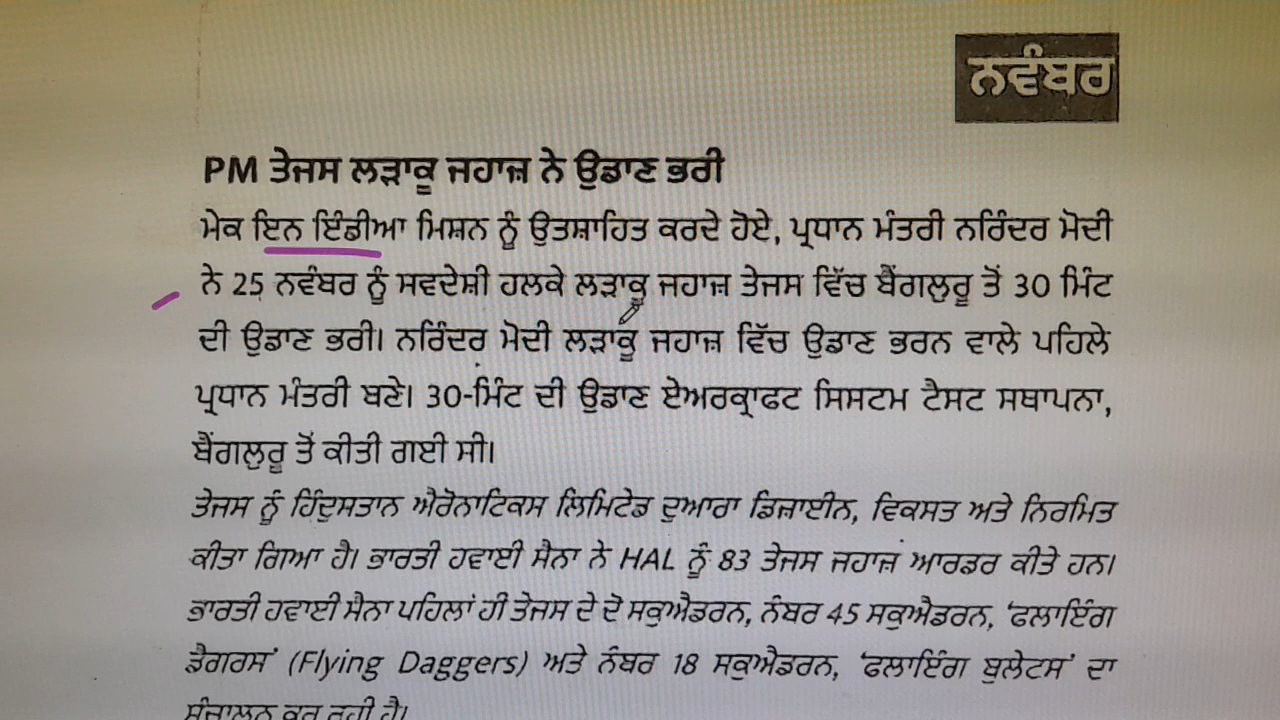 ਨਵੰਬਰ
PM ਤੇਜਸ ਲੜਾਕੂ ਜਹਾਜ਼ ਨੇ ਉਡਾਣ ਭਰੀ
ਮੇਕ ਇਨ ਇੰਡੀਆ ਮਿਸ਼ਨ ਨੂੰ ਉਤਸ਼ਾਹਿਤ ਕਰਦੇ ਹੋਏ, ਪ੍ਰਧਾਨ ਮੰਤਰੀ ਨਰਿੰਦਰ ਮੋਦੀ
ਨੇ 25 ਨਵੰਬਰ ਨੂੰ ਸਵਦੇਸ਼ੀ ਹਲਕੇ ਲੜਾਕੂ ਜਹਾਜ਼ ਤੇਜਸ ਵਿੱਚ ਬੈਂਗਲੁਰੂ ਤੋਂ 30 ਮਿੰਟ
ਦੀ ਉਡਾਣ ਭਰੀ। ਨਰਿੰਦਰ ਮੋਦੀ ਲੜਾਕੂ ਜਹਾਜ਼ ਵਿੱਚ ਉਡਾਣ ਭਰਨ ਵਾਲੇ ਪਹਿਲੇ
ਪ੍ਰਧਾਨ ਮੰਤਰੀ ਬਣੇ। 30-ਮਿੰਟ ਦੀ ਉਡਾਣ ਏਅਰਕ੍ਰਾਫਟ ਸਿਸਟਮ ਟੈਸਟ ਸਥਾਪਨਾ,
ਬੈਂਗਲੁਰੂ ਤੋਂ ਕੀਤੀ ਗਈ ਸੀ।
ਤੇਜਸ ਨੂੰ ਹਿੰਦੁਸਤਾਨ ਐਰੋਨਾਟਿਕਸ ਲਿਮਿਟੇਡ ਦੁਆਰਾ ਡਿਜ਼ਾਈਨ, ਵਿਕਸਤ ਅਤੇ ਨਿਰਮਿਤ
ਕੀਤਾ ਗਿਆ ਹੈ। ਭਾਰਤੀ ਹਵਾਈ ਸੈਨਾ ਨੇ HAL ਨੂੰ 83 ਤੇਜਸ ਜਹਾਜ਼ ਆਰਡਰ ਕੀਤੇ ਹਨ।
ਭਾਰਤੀ ਹਵਾਈ ਸੈਨਾ ਪਹਿਲਾਂ ਹੀ ਤੇਜਸ ਦੇ ਦੋ ਸਕੁਐਡਰਨ, ਨੰਬਰ 45 ਸਕੁਐਡਰਨ, ‘ਫਲਾਇੰਗ
ਡੈਗਰਸ’ (Flying Daggers) ਅਤੇ ਨੰਬਰ 18 ਸਕੁਐਡਰਨ, ‘ਫਲਾਇੰਗ ਬੁਲੇਟਸ’ ਦਾ
ਸੰਚਾਲਨ ਕਰ ਰਹੀ ਹੈ।